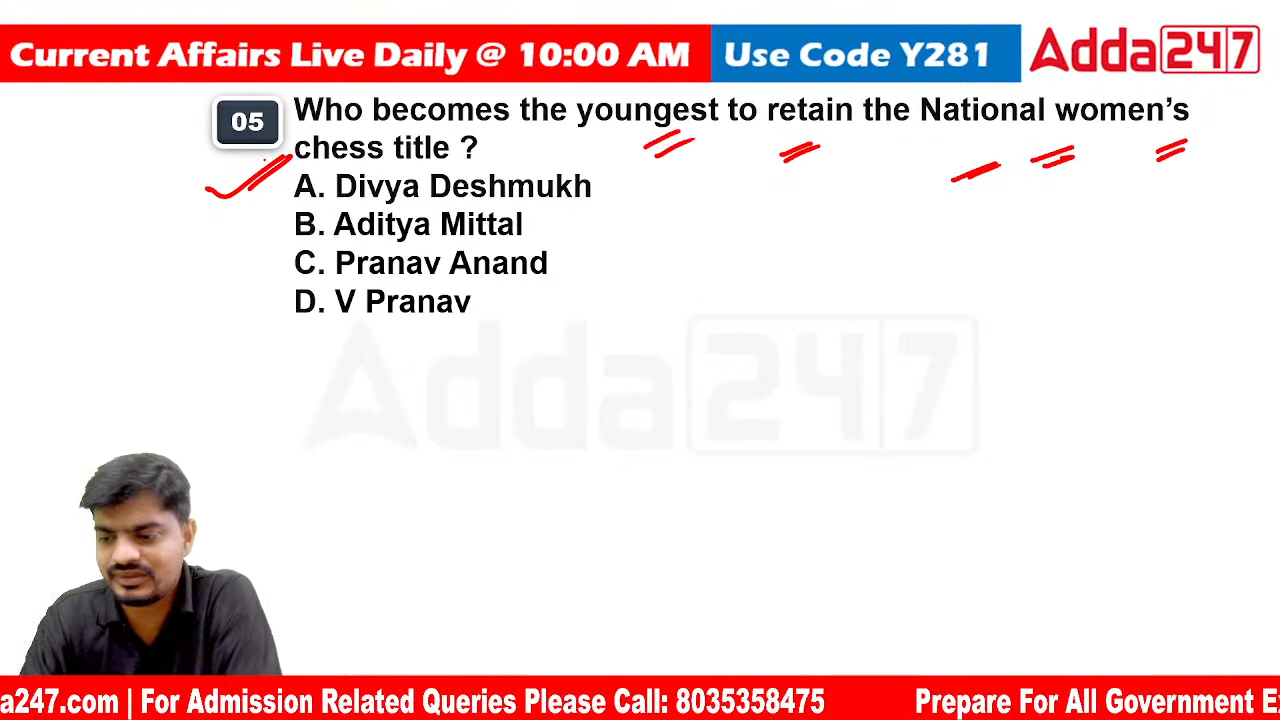 Current Affairs Live Daily @ 10:00 AM
Use Code Y281
Adda247
05
Who becomes the youngest to retain the National women's
chess title ?
A. Divya Deshmukh
B. Aditya Mittal
C. Pranav Anand
D. V Pranav
Adda247
a247.com | For Admission Related Queries Please Call: 8035358475
Prepare For All Government E